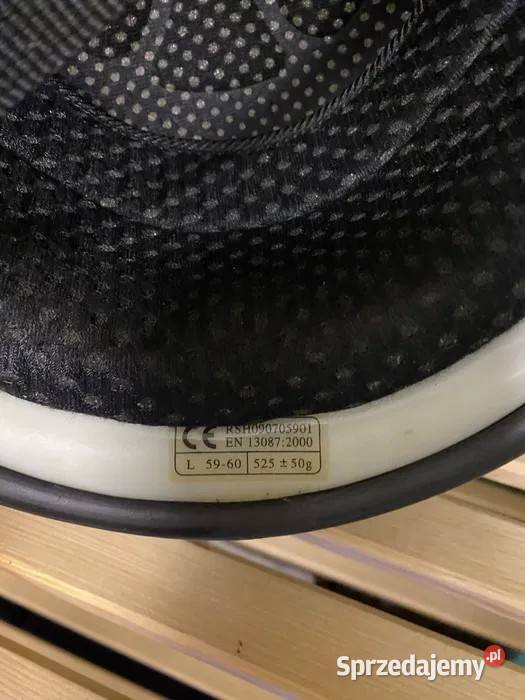 CE RSH090705901
EN 13087:2000
L 59-60 525 ± 50g
Sprzedajemy.pl